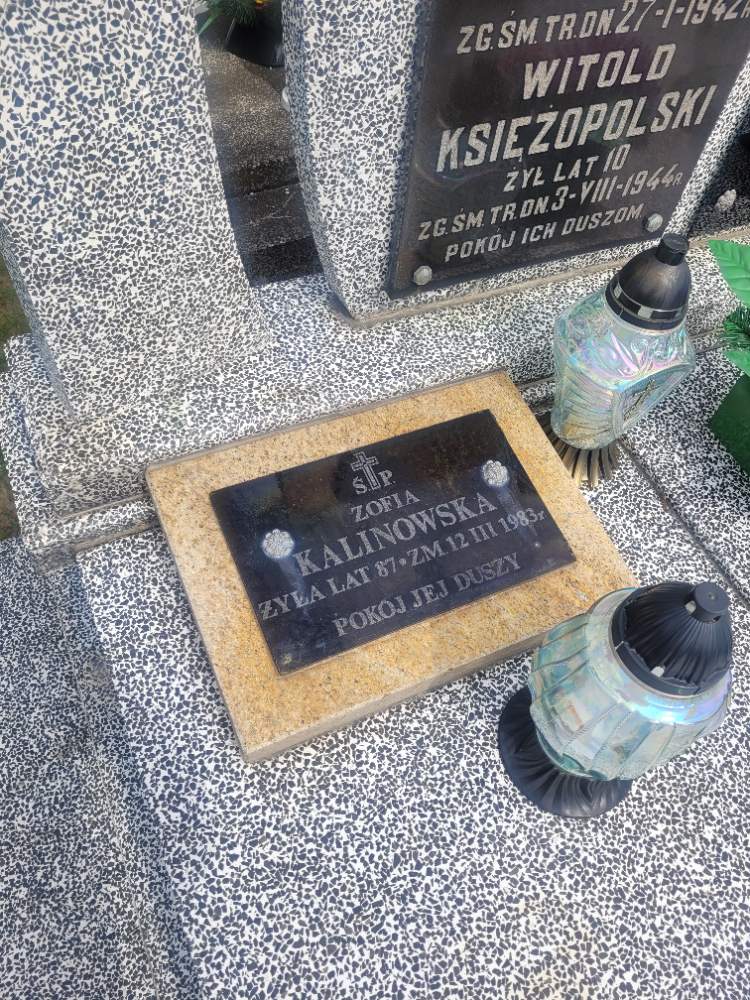 ZG. ŚM. TR. DN. 27-I-1942r
WITOLD
KSIĘŻOPOLSKI
ŻYŁ LAT 10
ZG. ŚM. TR. DN. 3-VIII-1944R
POKÓJ ICH DUSZOM
Ś. P.
ZOFIA
KALINOWSKA
ŻYŁA LAT 87 • ZM 12 III 1983r
POKÓJ JEJ DUSZY